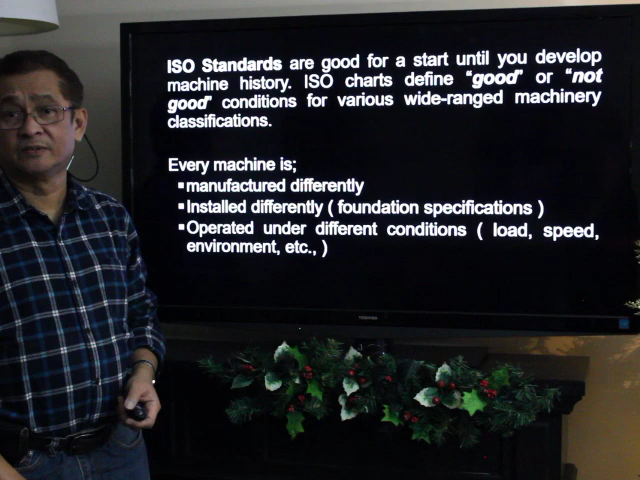 ISO Standards are good for a start until you develop
machine history. ISO charts define “good” or “not
good” conditions for various wide-ranged machinery
classifications.
Every machine is;
▪manufactured differently
▪Installed differently ( foundation specifications )
▪Operated under different conditions ( load, speed,
environment, etc., )
TOSHIBA